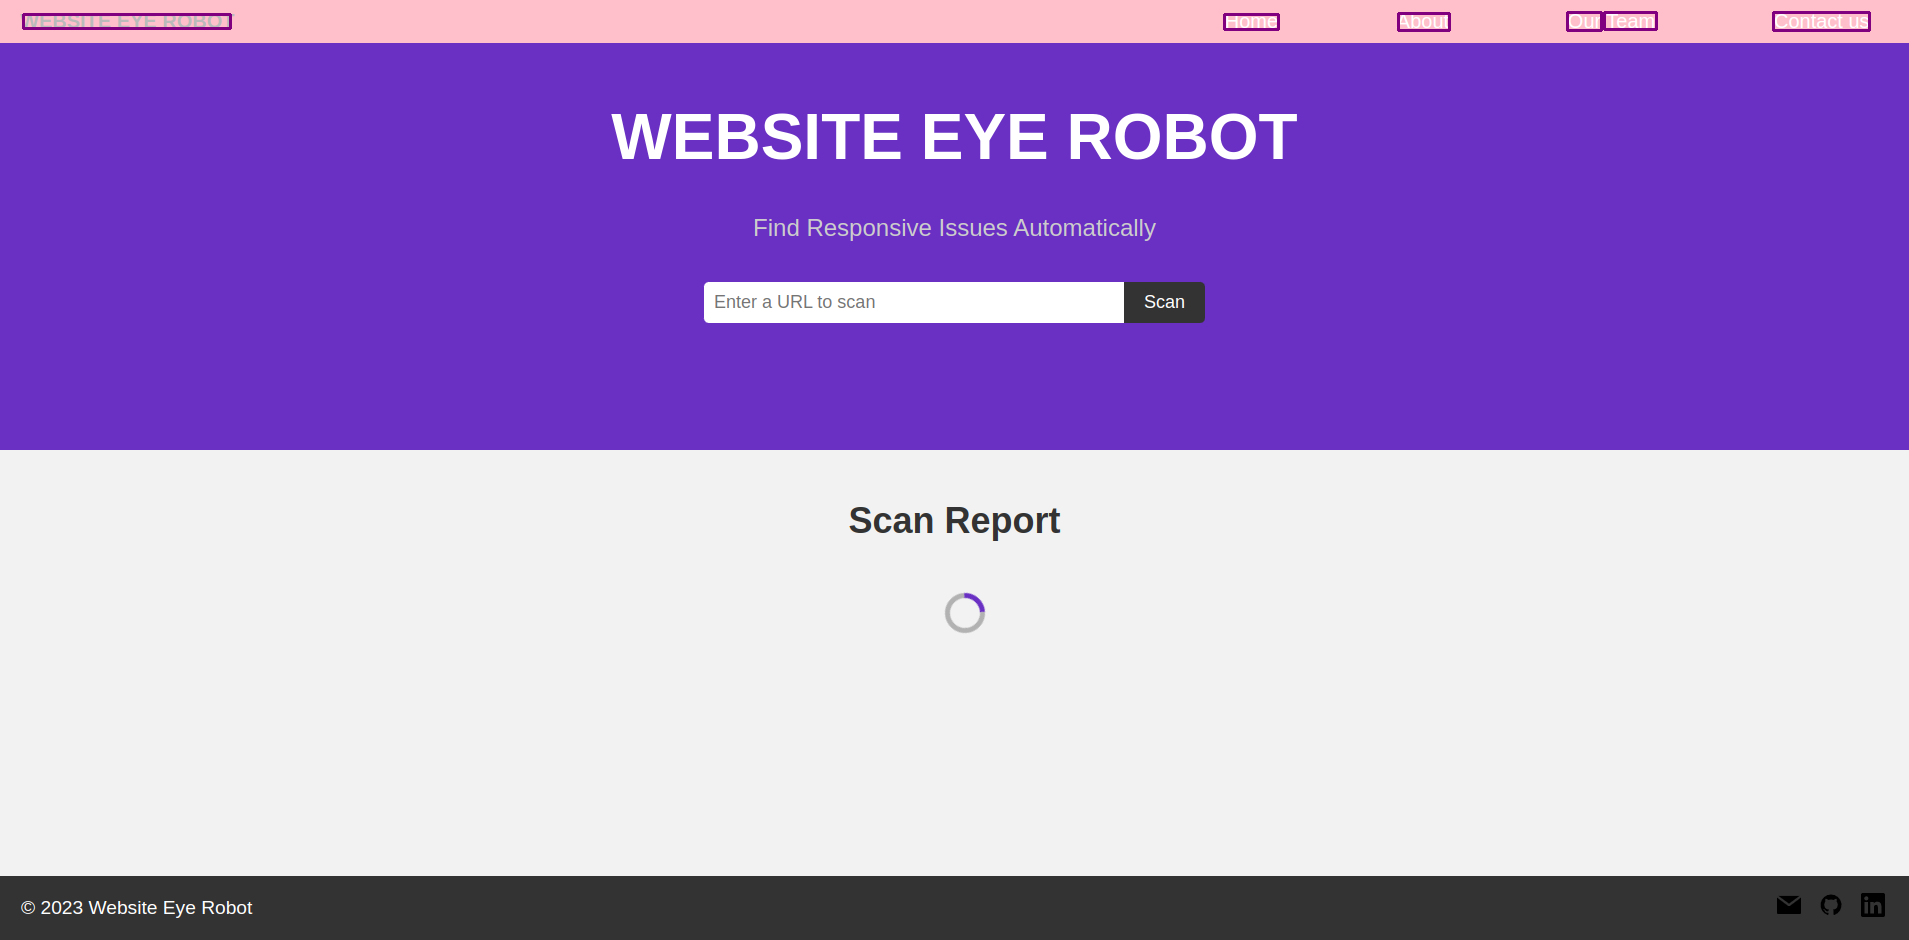 WEBSITE EYE ROBOT
Home About Our Team Contact us
WEBSITE EYE ROBOT
Find Responsive Issues Automatically
Enter a URL to scan Scan
Scan Report
© 2023 Website Eye Robot
in